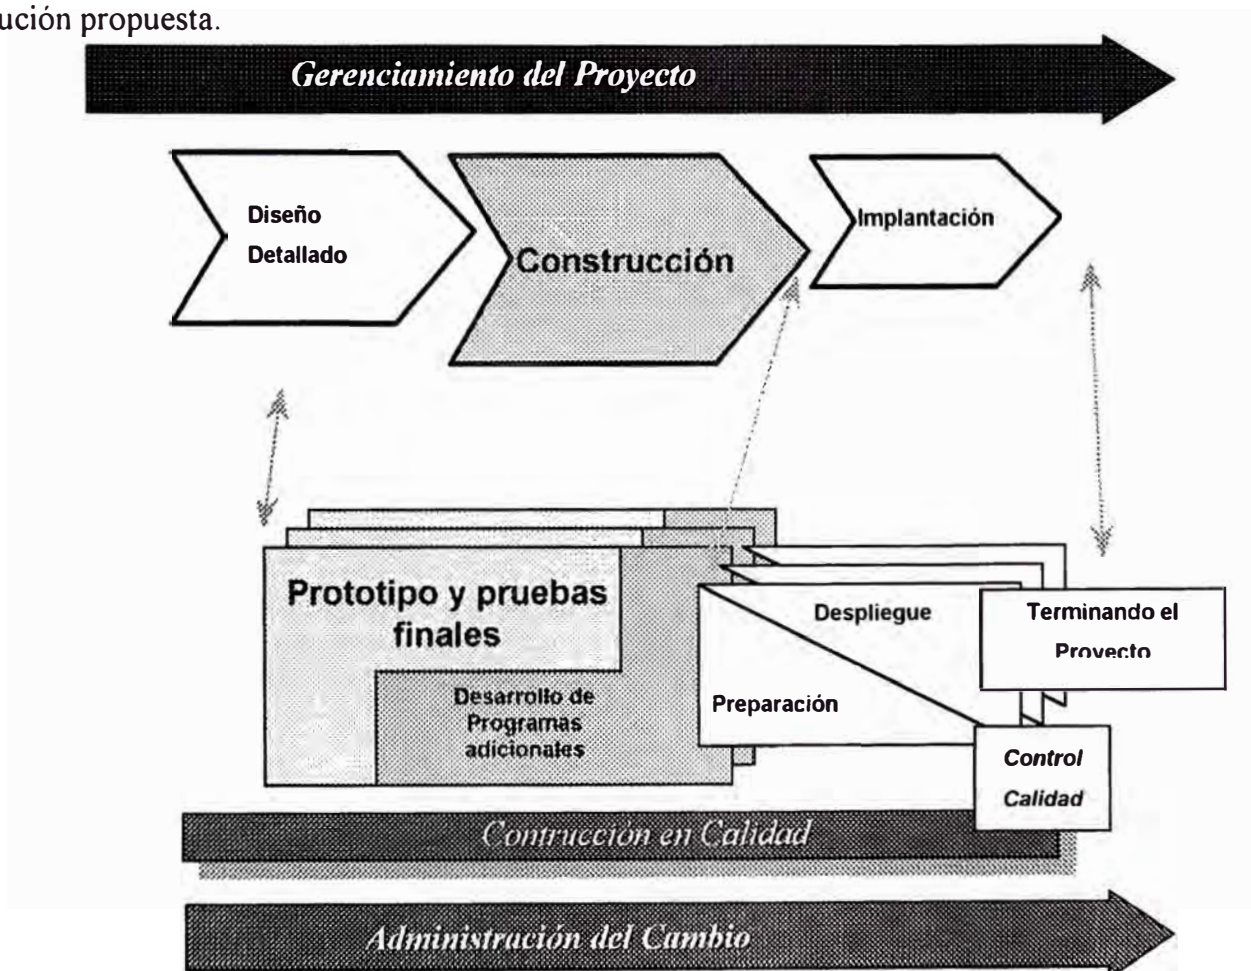 ución propuesta.
Gerenciamiento del Proyecto
Diseño
Detallado
Construcción
Implantación
Prototipo y pruebas
finales
Desarrollo de
Programas
adicionales
Despliegue
Preparación
Terminando el
Proyecto
Control
Calidad
Contrucción en Calidad
Administración del Cambio